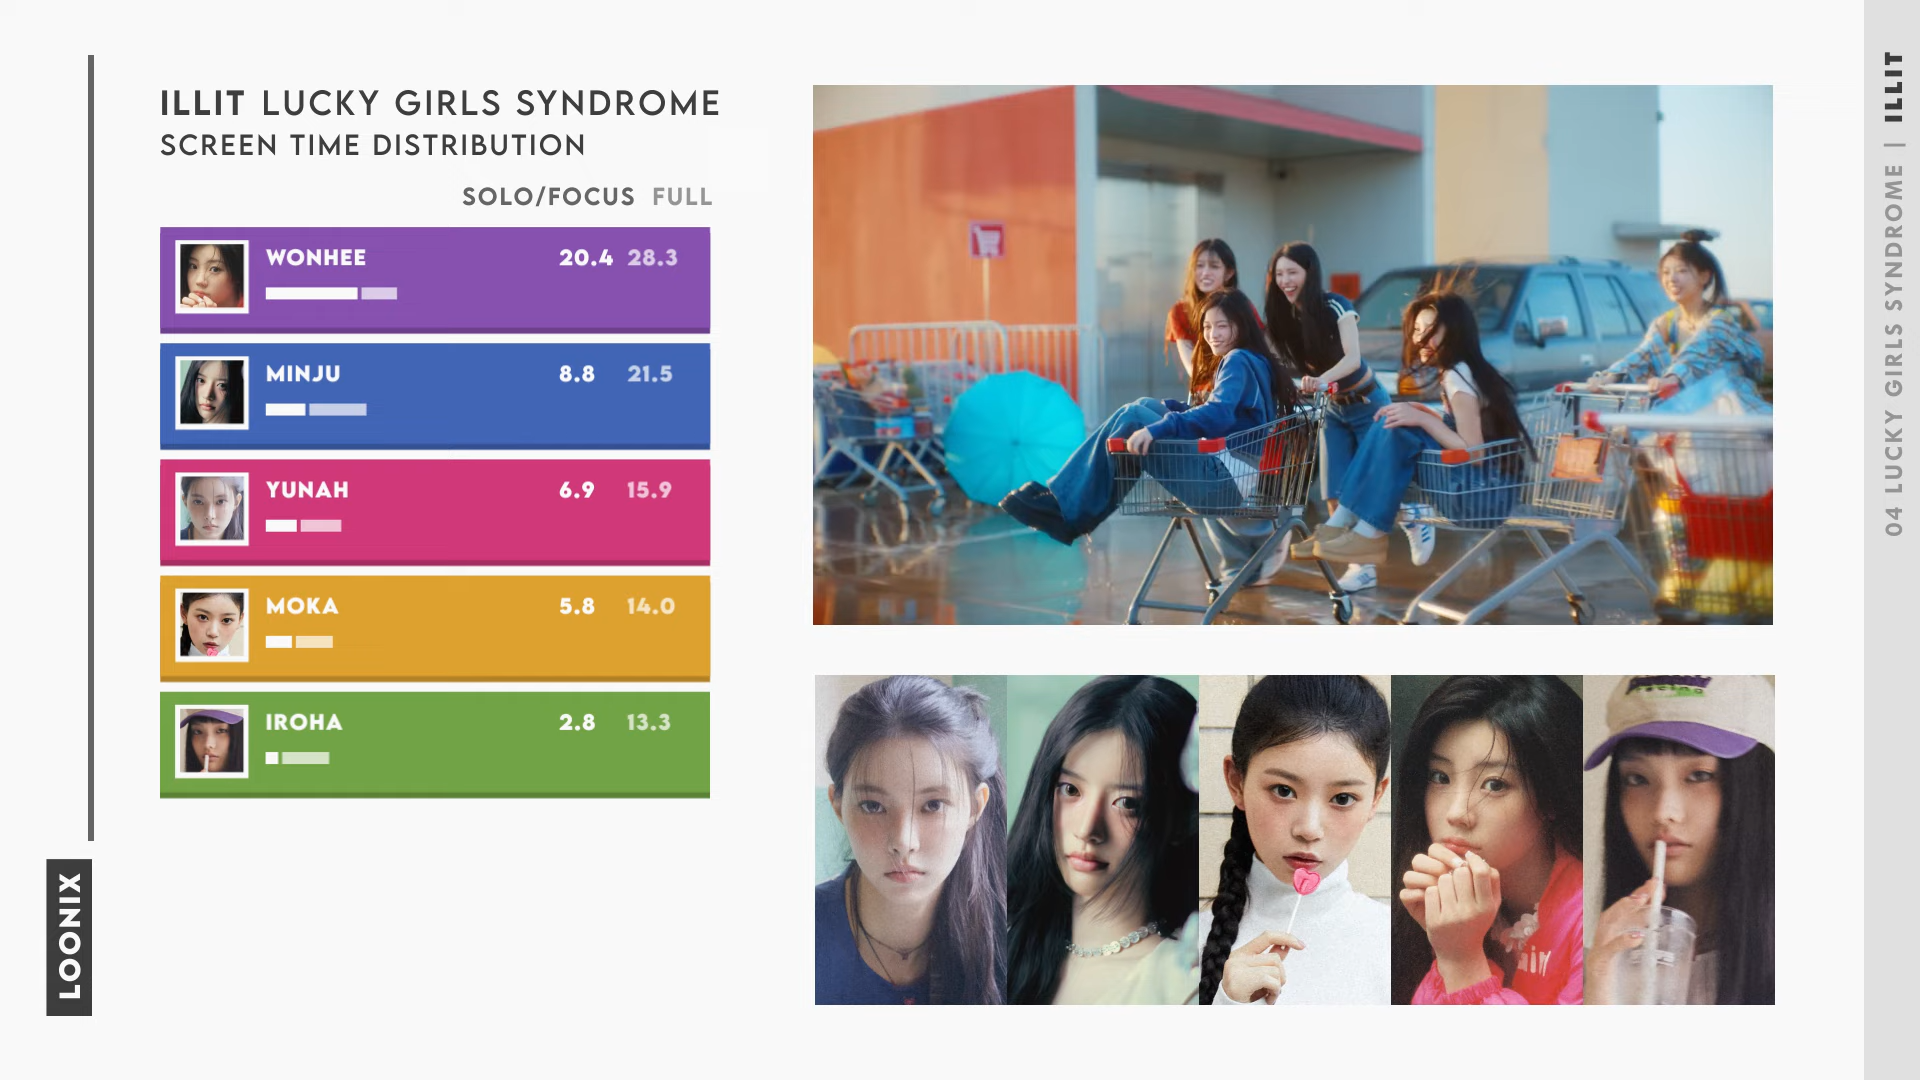 ILLIT LUCKY GIRLS SYNDROME
SCREEN TIME DISTRIBUTION
SOLO/FOCUS FULL
WONHEE 20.4 28.3
MINJU 8.8 21.5
YUNAH 6.9 15.9
MOKA 5.8 14.0
IROHA 2.8 13.3
LOONIX
04 LUCKY GIRLS SYNDROME | ILLIT